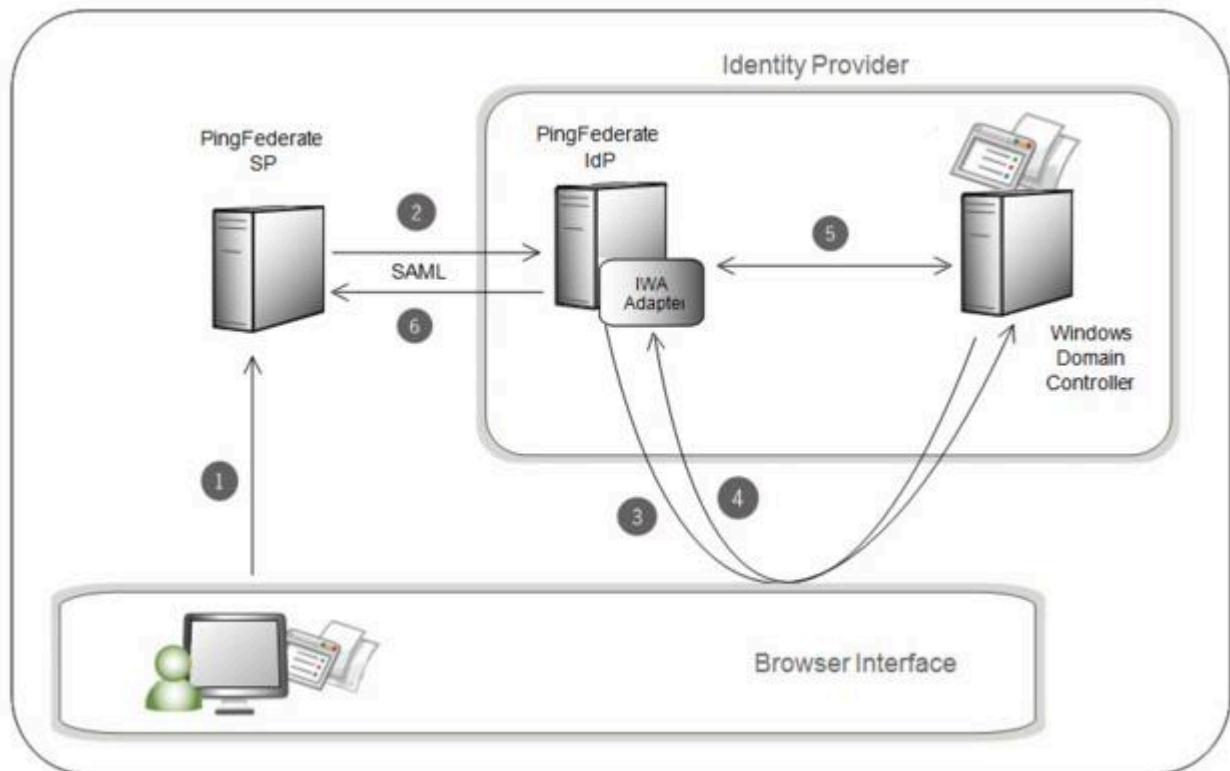 Identity Provider
PingFederate
SP
PingFederate
IdP
2
5
SAML
IWA
Adapter
6
Windows
Domain
Controller
1
3
4
Browser Interface